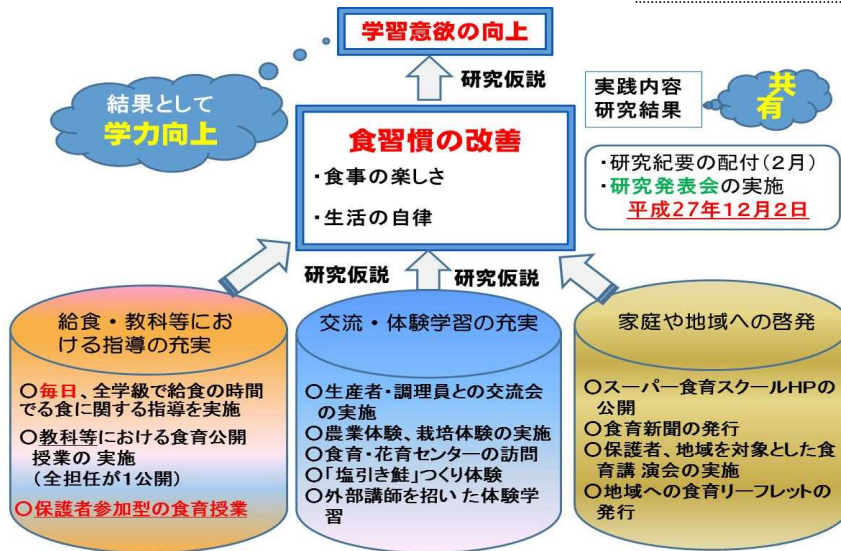 学習意欲の向上
研究仮説
結果として
学力向上
実践内容
研究結果
共
有
食習慣の改善
・食事の楽しさ
・生活の自律
・研究紀要の配付(2月)
・研究発表会の実施
平成27年12月2日
研究仮説
研究仮説
給食・教科等にお
ける指導の充実
○毎日、全学級で給食の時間
でる食に関する指導を実施
○教科等における食育公開
授業の 実施
(全担任が1公開)
○保護者参加型の食育授業
交流・体験学習の充実
○生産者・調理員との交流会
の実施
○農業体験、栽培体験の実施
○食育・花育センターの訪問
○「塩引き鮭」つくり体験
○外部講師を招い た体験学
習
家庭や地域への啓発
○スーパー食育スクールHPの
公開
○食育新聞の発行
○保護者、地域を対象とした食
育講 演会の実施
○地域への食育リーフレットの
発行